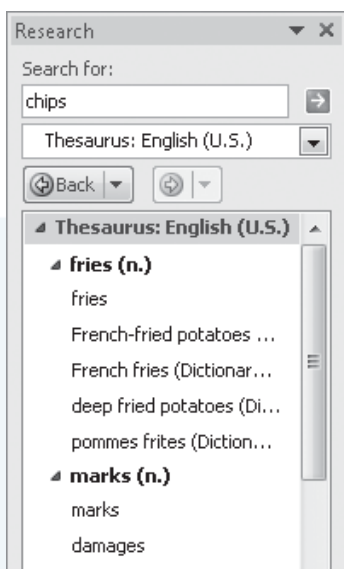 Research
Search for:
chips
Thesaurus: English (U.S.)
Back
Thesaurus: English (U.S.)
fries (n.)
fries
French-fried potatoes ...
French fries (Dictionar...
deep fried potatoes (Di...
pommes frites (Diction...
marks (n.)
marks
damages